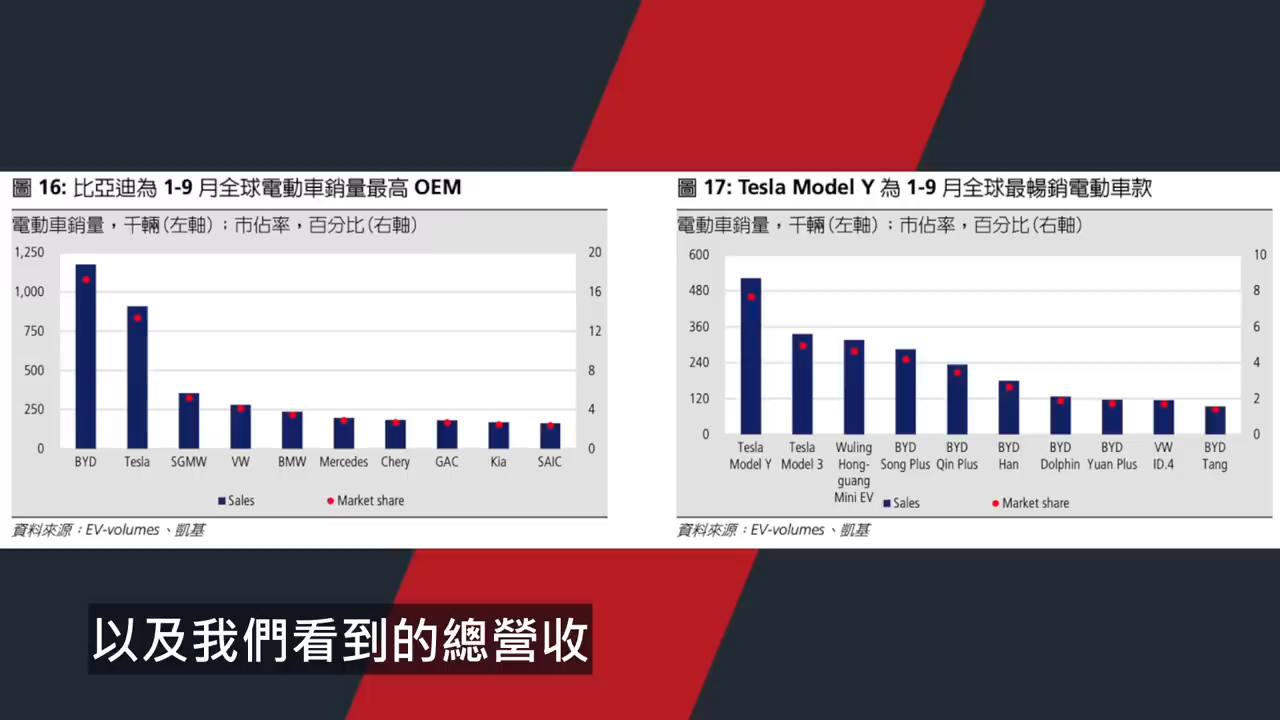 圖 16: 比亞迪為 1-9 月全球電動車銷量最高 OEM
電動車銷量，千輛(左軸)；市佔率，百分比(右軸)
1,250
1,000
750
500
250
0
20
16
12
8
4
0
BYD
Tesla
SGMW
VW
BMW
Mercedes
Chery
GAC
Kia
SAIC
Sales
Market share
資料來源：EV-volumes、凱基
圖 17: Tesla Model Y 為 1-9 月全球最暢銷電動車款
電動車銷量，千輛(左軸)；市佔率，百分比(右軸)
600
480
360
240
120
0
10
8
6
4
2
0
Tesla
Model Y
Tesla
Model 3
Wuling
Hong-
guang
Mini EV
BYD
Song Plus
BYD
Qin Plus
BYD
Han
BYD
Dolphin
BYD
Yuan Plus
VW
ID.4
BYD
Tang
Sales
Market share
資料來源：EV-volumes、凱基
以及我們看到的總營收